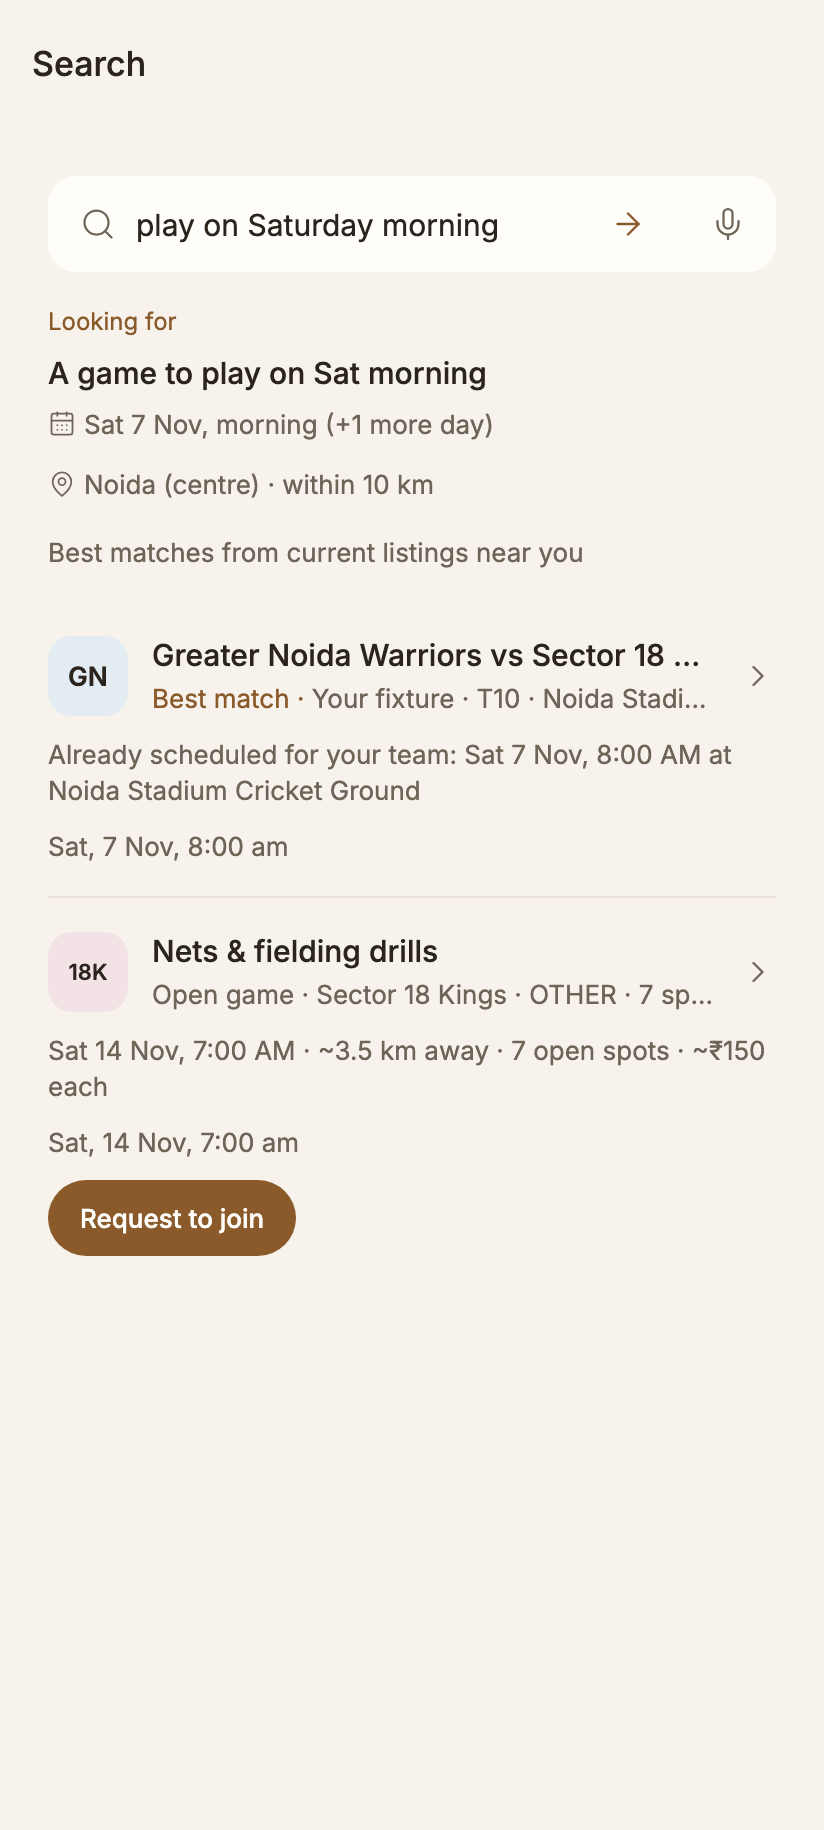 Search
play on Saturday morning
Looking for
A game to play on Sat morning
Sat 7 Nov, morning (+1 more day)
Noida (centre) · within 10 km
Best matches from current listings near you
GN
Greater Noida Warriors vs Sector 18 ...
Best match · Your fixture · T10 · Noida Stadi...
Already scheduled for your team: Sat 7 Nov, 8:00 AM at
Noida Stadium Cricket Ground
Sat, 7 Nov, 8:00 am
18K
Nets & fielding drills
Open game · Sector 18 Kings · OTHER · 7 sp...
Sat 14 Nov, 7:00 AM · ~3.5 km away · 7 open spots · ~₹150
each
Sat, 14 Nov, 7:00 am
Request to join